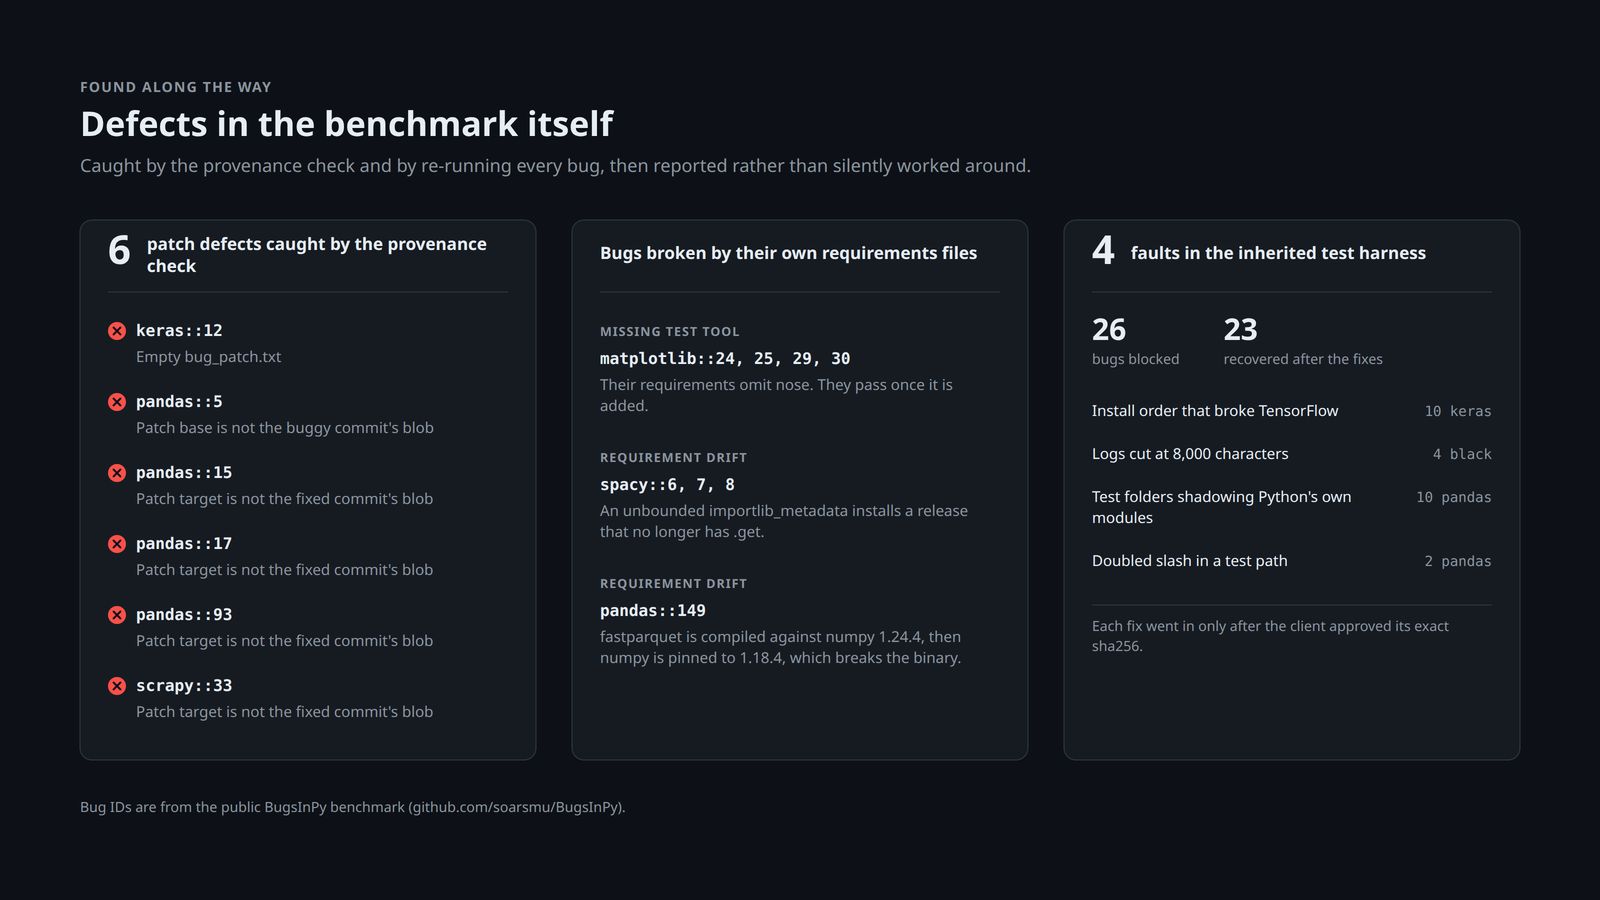 FOUND ALONG THE WAY
Defects in the benchmark itself
Caught by the provenance check and by re-running every bug, then reported rather than silently worked around.
6 patch defects caught by the provenance
check
keras::12
Empty bug_patch.txt
pandas::5
Patch base is not the buggy commit's blob
pandas::15
Patch target is not the fixed commit's blob
pandas::17
Patch target is not the fixed commit's blob
pandas::93
Patch target is not the fixed commit's blob
scrapy::33
Patch target is not the fixed commit's blob
Bugs broken by their own requirements files
MISSING TEST TOOL
matplotlib::24, 25, 29, 30
Their requirements omit nose. They pass once it is
added.
REQUIREMENT DRIFT
spacy::6, 7, 8
An unbounded importlib_metadata installs a release
that no longer has .get.
REQUIREMENT DRIFT
pandas::149
fastparquet is compiled against numpy 1.24.4, then
numpy is pinned to 1.18.4, which breaks the binary.
4 faults in the inherited test harness
26 23
bugs blocked recovered after the fixes
Install order that broke TensorFlow 10 keras
Logs cut at 8,000 characters 4 black
Test folders shadowing Python's own 10 pandas
modules
Doubled slash in a test path 2 pandas
Each fix went in only after the client approved its exact
sha256.
Bug IDs are from the public BugsInPy benchmark (github.com/soarsmu/BugsInPy).